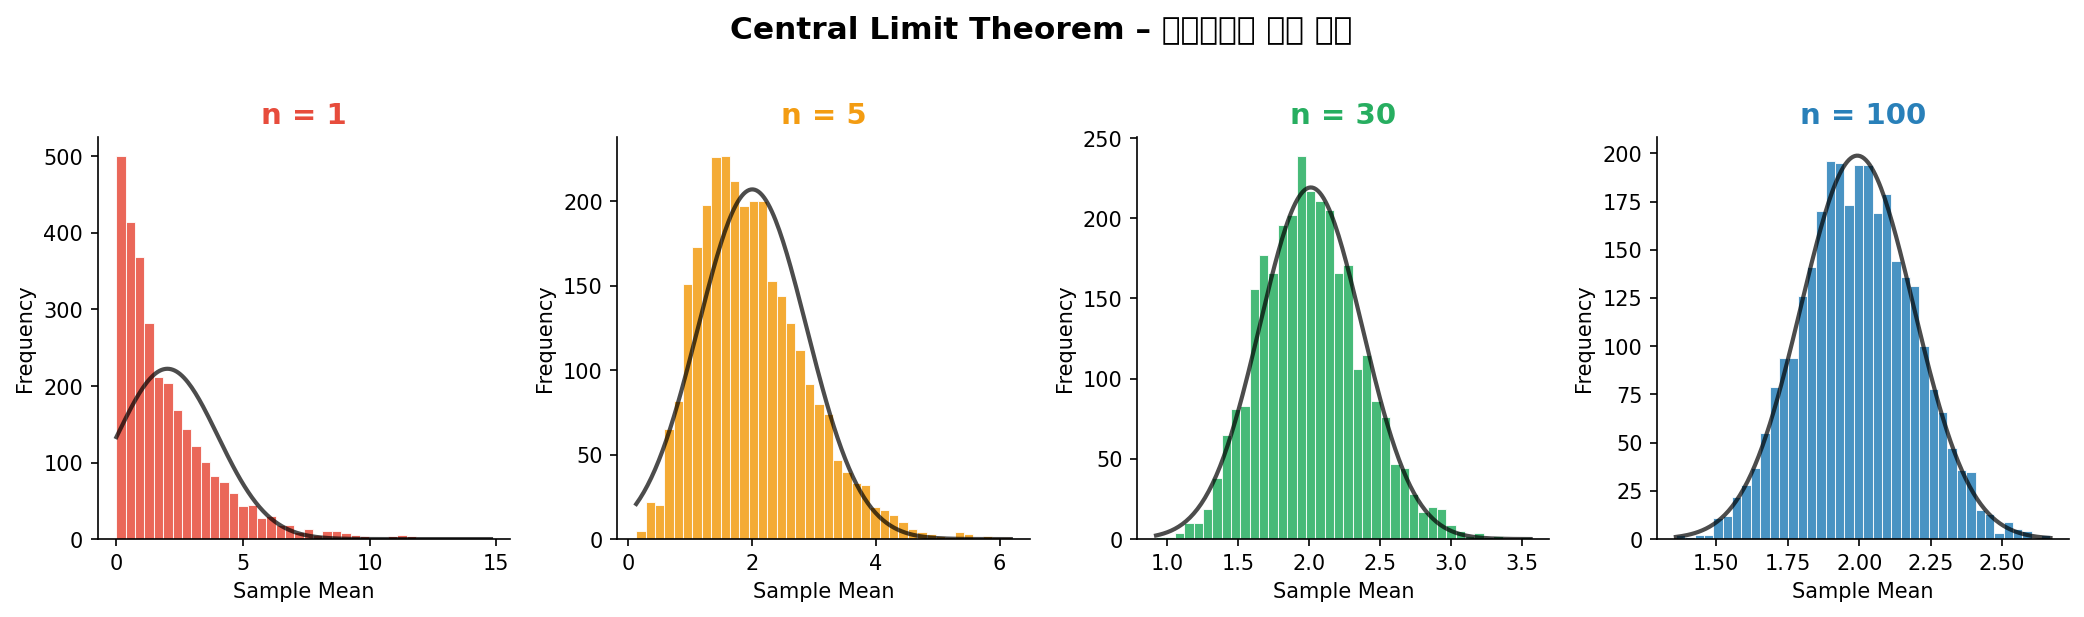 Central Limit Theorem –
n = 1
n = 5
n = 30
n = 100
Frequency
500
400
300
200
100
0
0 5 10 15
Sample Mean
Frequency
200
150
100
50
0
0 2 4 6
Sample Mean
Frequency
250
200
150
100
50
0
1.0 1.5 2.0 2.5 3.0 3.5
Sample Mean
Frequency
200
175
150
125
100
75
50
25
0
1.50 1.75 2.00 2.25 2.50
Sample Mean